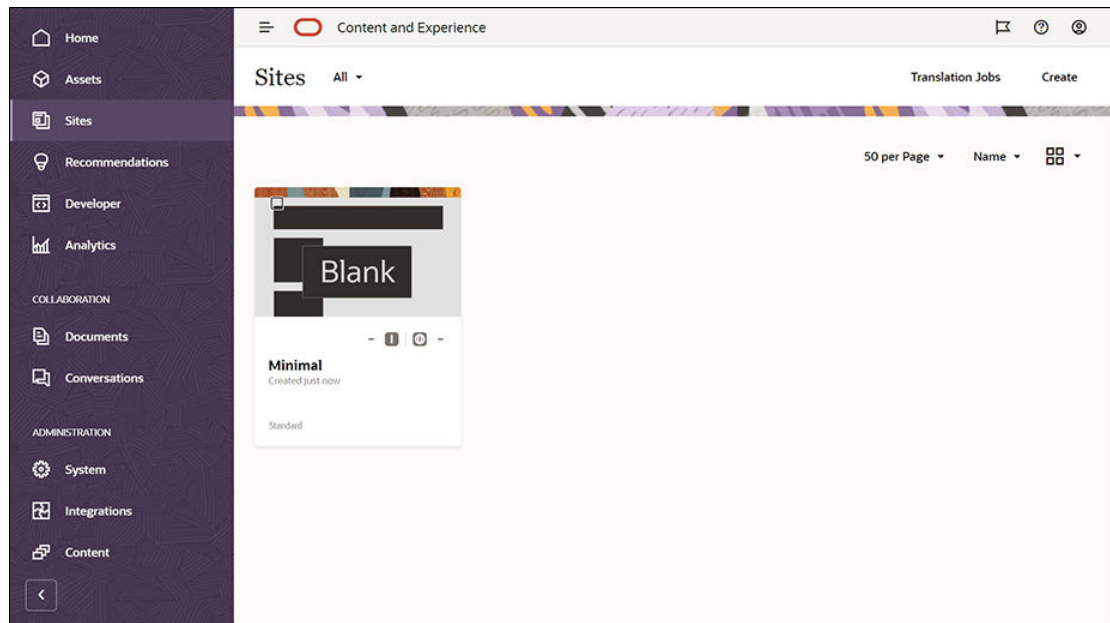 Home
Assets
Sites
Recommendations
Developer
Analytics
COLLABORATION
Documents
Conversations
ADMINISTRATION
System
Integrations
Content
Content and Experience
Sites All
Translation Jobs Create
50 per Page Name
Blank
Minimal
Created just now
Standard